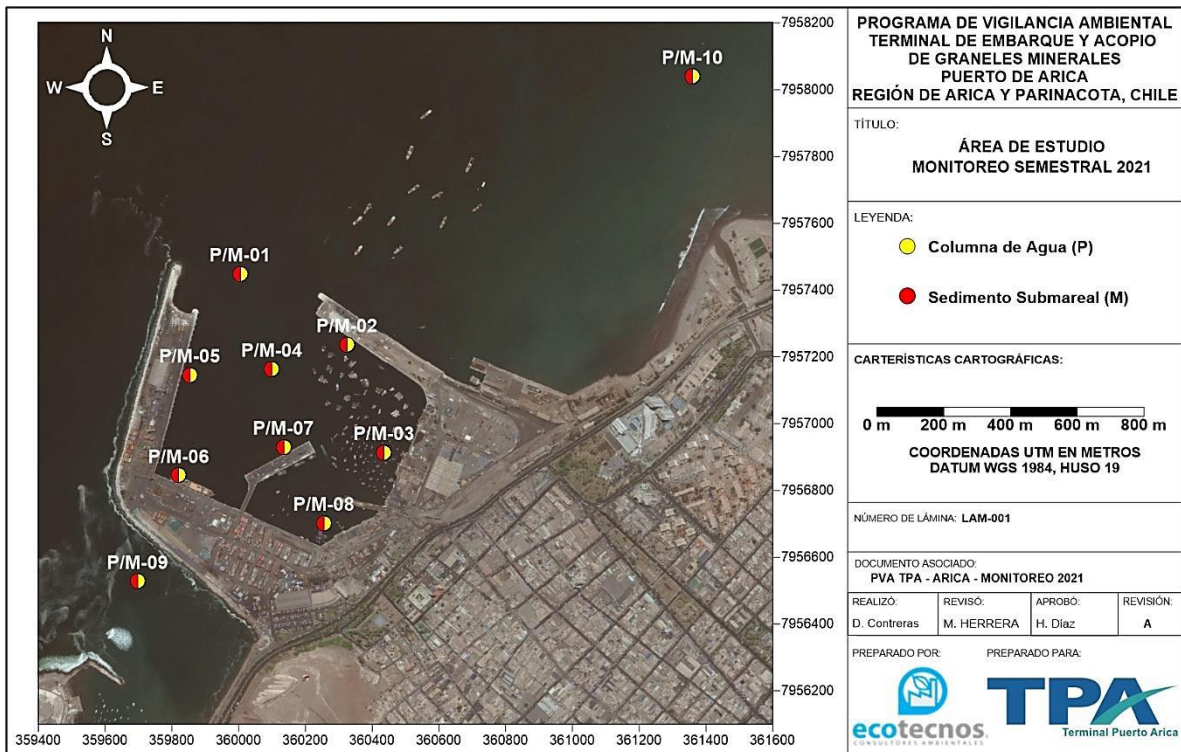 N
W
E
S
P/M-10
P/M-01
P/M-02
P/M-05
P/M-04
P/M-07
P/M-03
P/M-06
P/M-08
P/M-09
7958200
7958000
7957800
7957600
7957400
7957200
7957000
7956800
7956600
7956400
7956200
359400 359600 359800 360000 360200 360400 360600 360800 361000 361200 361400 361600
PROGRAMA DE VIGILANCIA AMBIENTAL
TERMINAL DE EMBARQUE Y ACOPIO
DE GRANELES MINERALES
PUERTO DE ARICA
REGIÓN DE ARICA Y PARINACOTA, CHILE
TÍTULO:
ÁREA DE ESTUDIO
MONITOREO SEMESTRAL 2021
LEYENDA:
Columna de Agua (P)
Sedimento Submareal (M)
CARTERÍSTICAS CARTOGRÁFICAS:
0 m 200 m 400 m 600 m 800 m
COORDENADAS UTM EN METROS
DATUM WGS 1984, HUSO 19
NÚMERO DE LÁMINA: LAM-001
DOCUMENTO ASOCIADO:
PVA TPA - ARICA - MONITOREO 2021
REALIZÓ: REVISÓ: APROBÓ: REVISIÓN:
D. Contreras M. HERRERA H. Díaz A
PREPARADO POR: PREPARADO PARA:
ecotecnos.
CONSULTORES AMBIENTALES
TPA
Terminal Puerto Arica